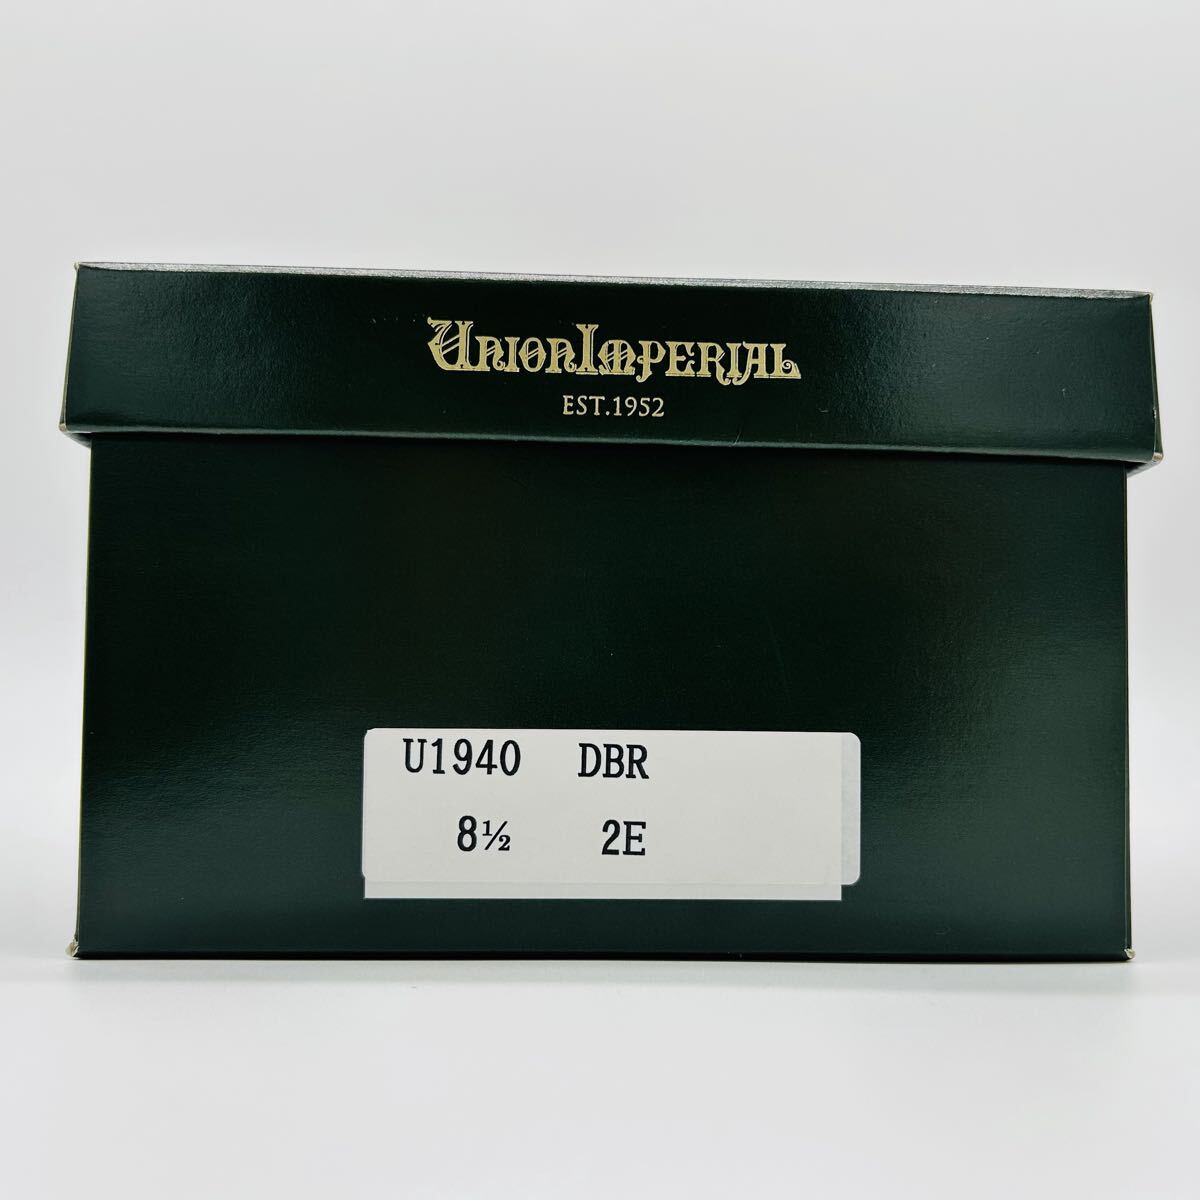 UnionImperial
EST.1952
U1940 DBR
8½ 2E